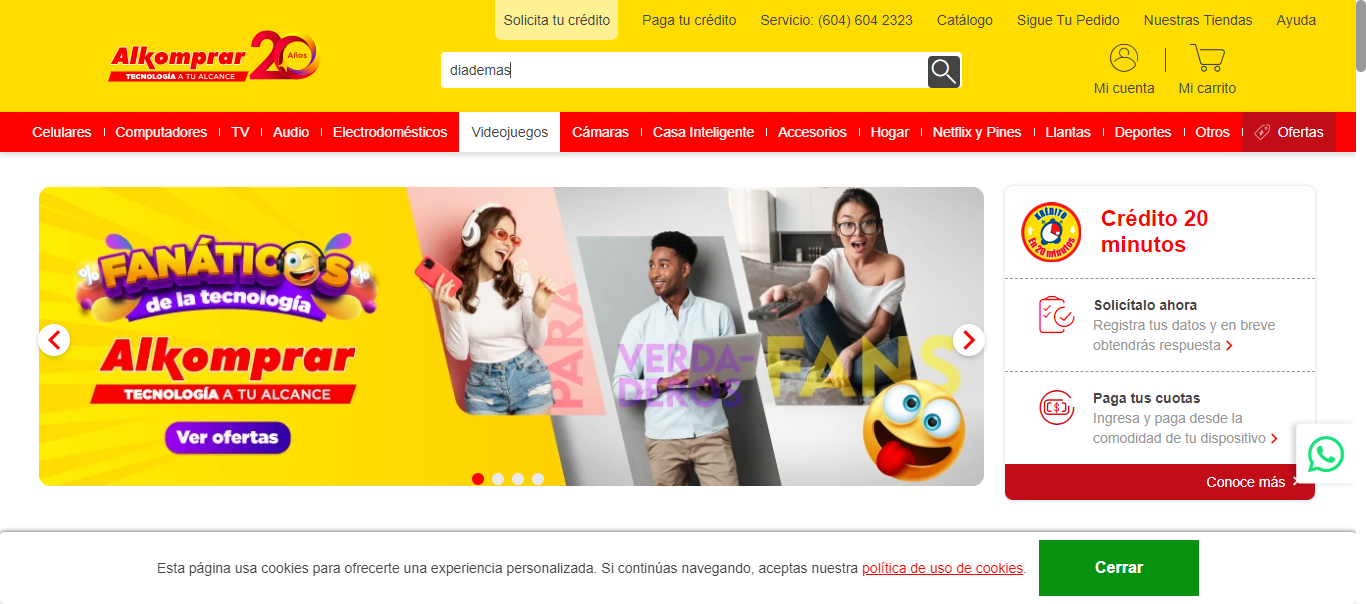 Solicita tu crédito
Paga tu crédito
Servicio: (604) 604 2323
Catálogo
Sigue Tu Pedido
Nuestras Tiendas
Ayuda
Alkomprar 20 Años
TECNOLOGÍA A TU ALCANCE
diademas
Mi cuenta
Mi carrito
Celulares
Computadores
TV
Audio
Electrodomésticos
Videojuegos
Cámaras
Casa Inteligente
Accesorios
Hogar
Netflix y Pines
Llantas
Deportes
Otros
Ofertas
FANÁTICOS
de la tecnología
Alkomprar
TECNOLOGÍA A TU ALCANCE
Ver ofertas
PARA
VERDA-
DEROS
FANS
KRÉDITO
En 20 minutos
Crédito 20
minutos
Solicítalo ahora
Registra tus datos y en breve
obtendrás respuesta
Paga tus cuotas
Ingresa y paga desde la
comodidad de tu dispositivo
Conoce más
Esta página usa cookies para ofrecerte una experiencia personalizada. Si continúas navegando, aceptas nuestra política de uso de cookies.
Cerrar